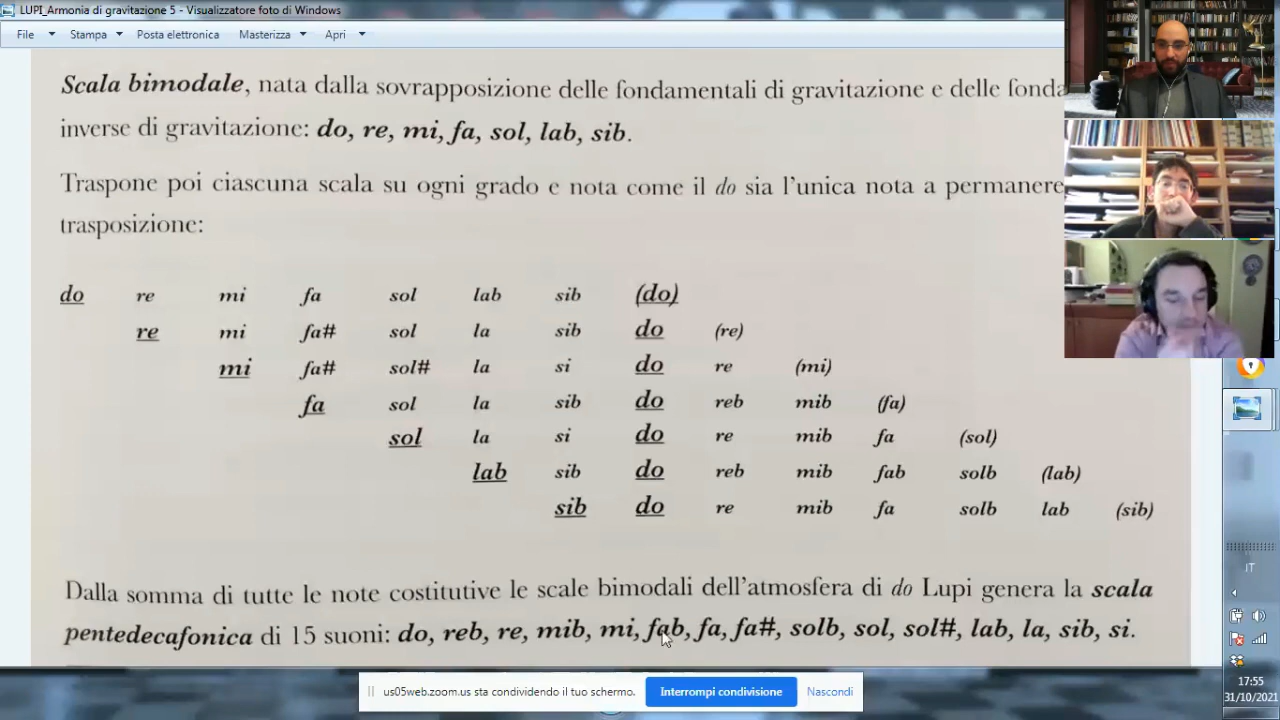 LUPI_Armonia di gravitazione 5 - Visualizzatore foto di Windows
File Stampa Posta elettronica Masterizza Apri
Scala bimodale, nata dalla sovrapposizione delle fondamentali di gravitazione e delle fonda
inverse di gravitazione: do, re, mi, fa, sol, lab, sib.
Traspone poi ciascuna scala su ogni grado e nota come il do sia l'unica nota a permanere
trasposizione:
do re mi fa sol lab sib (do)
re mi fa# sol la sib do (re)
mi fa# sol# la si do re (mi)
fa sol la sib do reb mib (fa)
sol la si do re mib fa (sol)
lab sib do reb mib fab solb (lab)
sib do re mib fa solb lab (sib)
Dalla somma di tutte le note costitutive le scale bimodali dell'atmosfera di do Lupi genera la scala
pentedecafonica di 15 suoni: do, reb, re, mib, mi, fab, fa, fa#, solb, sol, sol#, lab, la, sib, si.
us05web.zoom.us sta condividendo il tuo schermo. Interrompi condivisione Nascondi
IT
17:55
31/10/2021